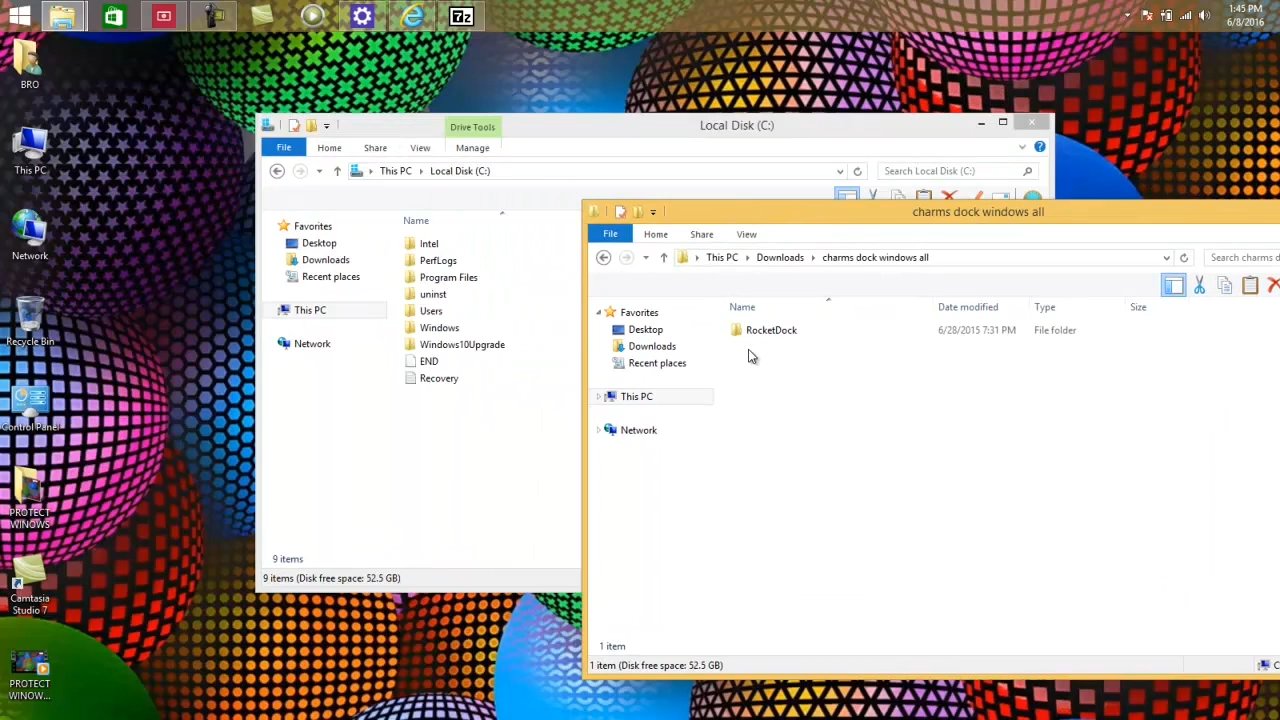 7z
1:45 PM
6/8/2016
BRO
This PC
Network
Recycle Bin
Control Panel
PROTECT
WINOWS
Camtasia
Studio 7
PROTECT
WINOW...
Drive Tools
Local Disk (C:)
File
Home
Share
View
Manage
This PC
Local Disk (C:)
Search Local Disk (C:)
Favorites
Desktop
Downloads
Recent places
This PC
Network
Name
Intel
PerfLogs
Program Files
uninst
Users
Windows
Windows10Upgrade
END
Recovery
9 items
9 items (Disk free space: 52.5 GB)
charms dock windows all
File
Home
Share
View
This PC
Downloads
charms dock windows all
Search charms d
Favorites
Desktop
Downloads
Recent places
This PC
Network
Name
Date modified
Type
Size
RocketDock
6/28/2015 7:31 PM
File folder
1 item
1 item (Disk free space: 52.5 GB)
C